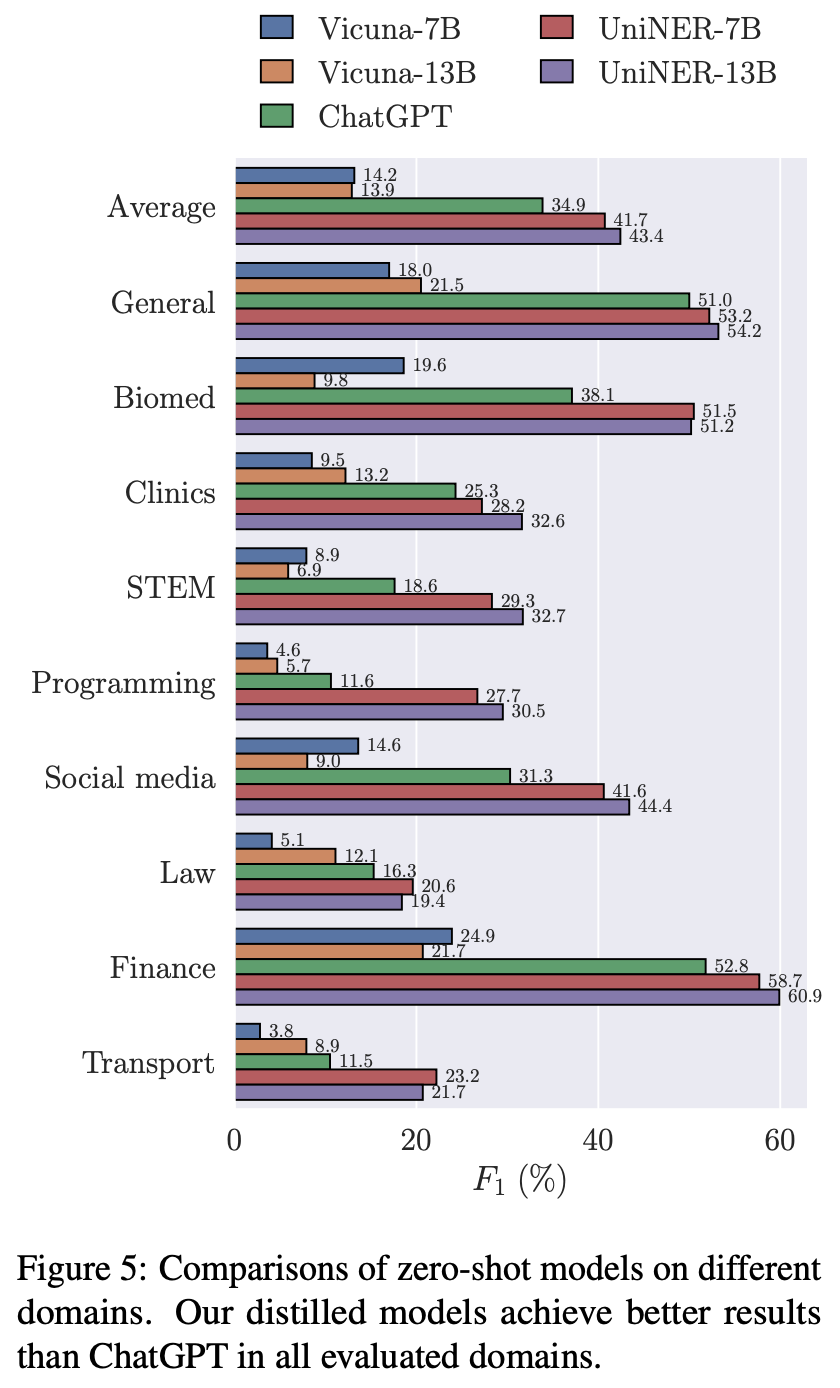 Vicuna-7B
Vicuna-13B
ChatGPT
UniNER-7B
UniNER-13B
Average
14.2
13.9
34.9
41.7
43.4
General
18.0
21.5
51.0
53.2
54.2
Biomed
19.6
9.8
38.1
51.5
51.2
Clinics
9.5
13.2
25.3
28.2
32.6
STEM
8.9
6.9
18.6
29.3
32.7
Programming
4.6
5.7
11.6
27.7
30.5
Social media
14.6
9.0
31.3
41.6
44.4
Law
5.1
12.1
16.3
20.6
19.4
Finance
24.9
21.7
52.8
58.7
60.9
Transport
3.8
8.9
11.5
23.2
21.7
0 20 40 60
F1 (%)
Figure 5: Comparisons of zero-shot models on different
domains. Our distilled models achieve better results
than ChatGPT in all evaluated domains.